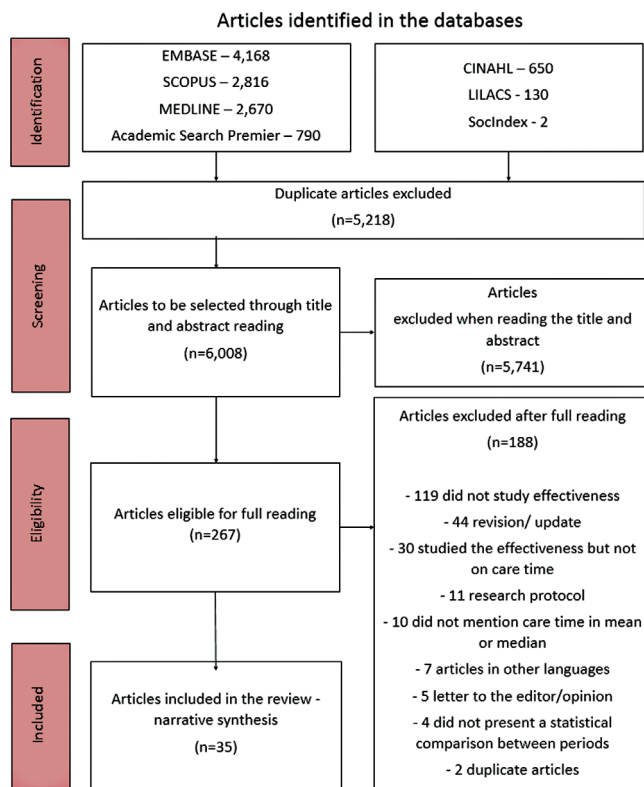 Articles identified in the databases
Identification
EMBASE – 4,168
SCOPUS – 2,816
MEDLINE – 2,670
Academic Search Premier – 790
CINAHL – 650
LILACS - 130
SocIndex - 2
Screening
Duplicate articles excluded
(n=5,218)
Articles to be selected through title
and abstract reading
(n=6,008)
Articles
excluded when reading the title and
abstract
(n=5,741)
Eligibility
Articles eligible for full reading
(n=267)
Articles excluded after full reading
(n=188)
- 119 did not study effectiveness
- 44 revision/ update
- 30 studied the effectiveness but not
on care time
- 11 research protocol
- 10 did not mention care time in mean
or median
- 7 articles in other languages
- 5 letter to the editor/opinion
- 4 did not present a statistical
comparison between periods
- 2 duplicate articles
Included
Articles included in the review -
narrative synthesis
(n=35)